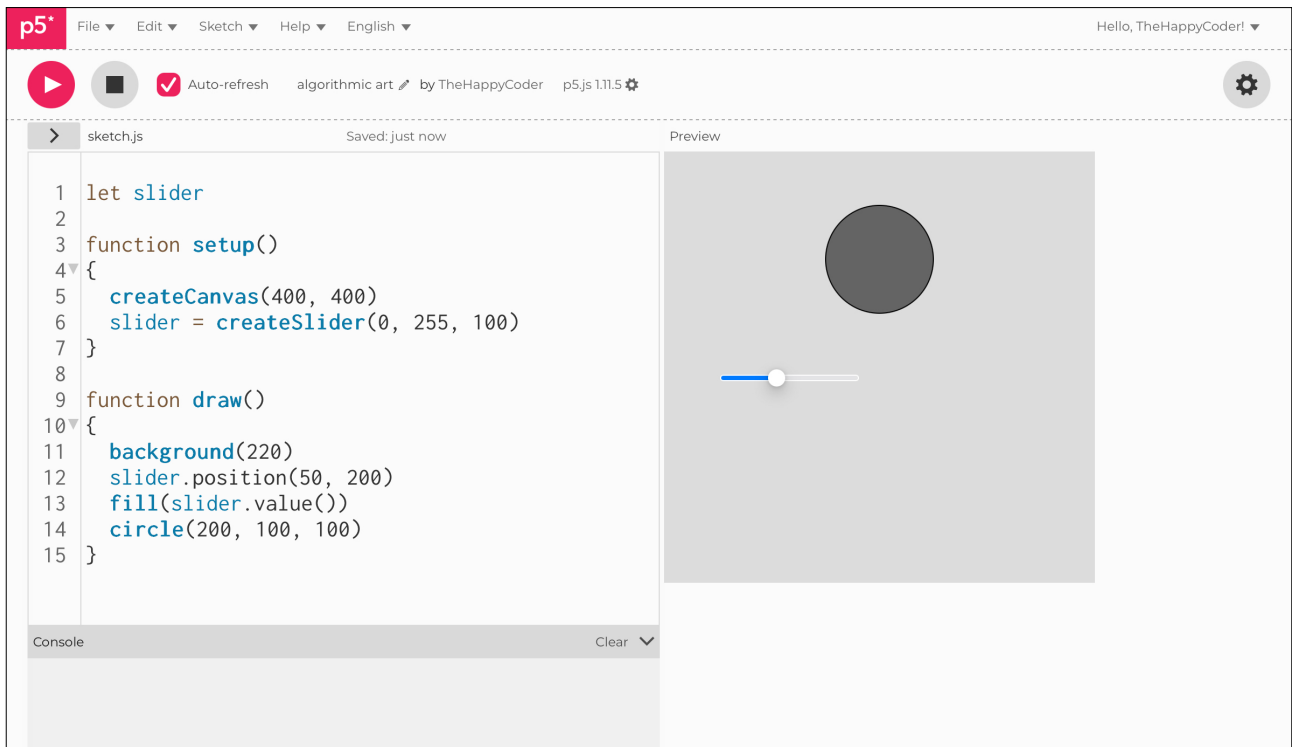 p5* File Edit Sketch Help English Hello, TheHappyCoder!
Auto-refresh algorithmic art by TheHappyCoder p5.js 1.11.5
sketch.js Saved: just now Preview
1 let slider
2
3 function setup()
4 {
5   createCanvas(400, 400)
6   slider = createSlider(0, 255, 100)
7 }
8
9 function draw()
10 {
11   background(220)
12   slider.position(50, 200)
13   fill(slider.value())
14   circle(200, 100, 100)
15 }
Console Clear